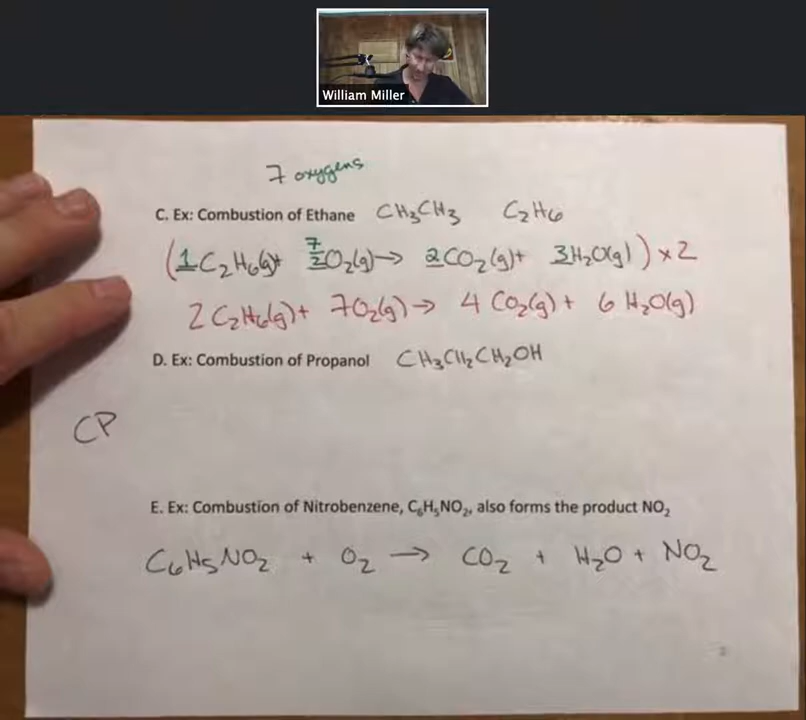 William Miller
7 oxygens
C. Ex: Combustion of Ethane CH₃CH₃ C₂H₆
(1C₂H₆(g)+ 7/2O₂(g)→ 2CO₂(g)+ 3H₂O(g))×2
2C₂H₆(g)+ 7O₂(g)→ 4CO₂(g)+ 6H₂O(g)
D. Ex: Combustion of Propanol CH₃CH₂CH₂OH
CP
E. Ex: Combustion of Nitrobenzene, C₆H₅NO₂, also forms the product NO₂
C₆H₅NO₂ + O₂ → CO₂ + H₂O + NO₂